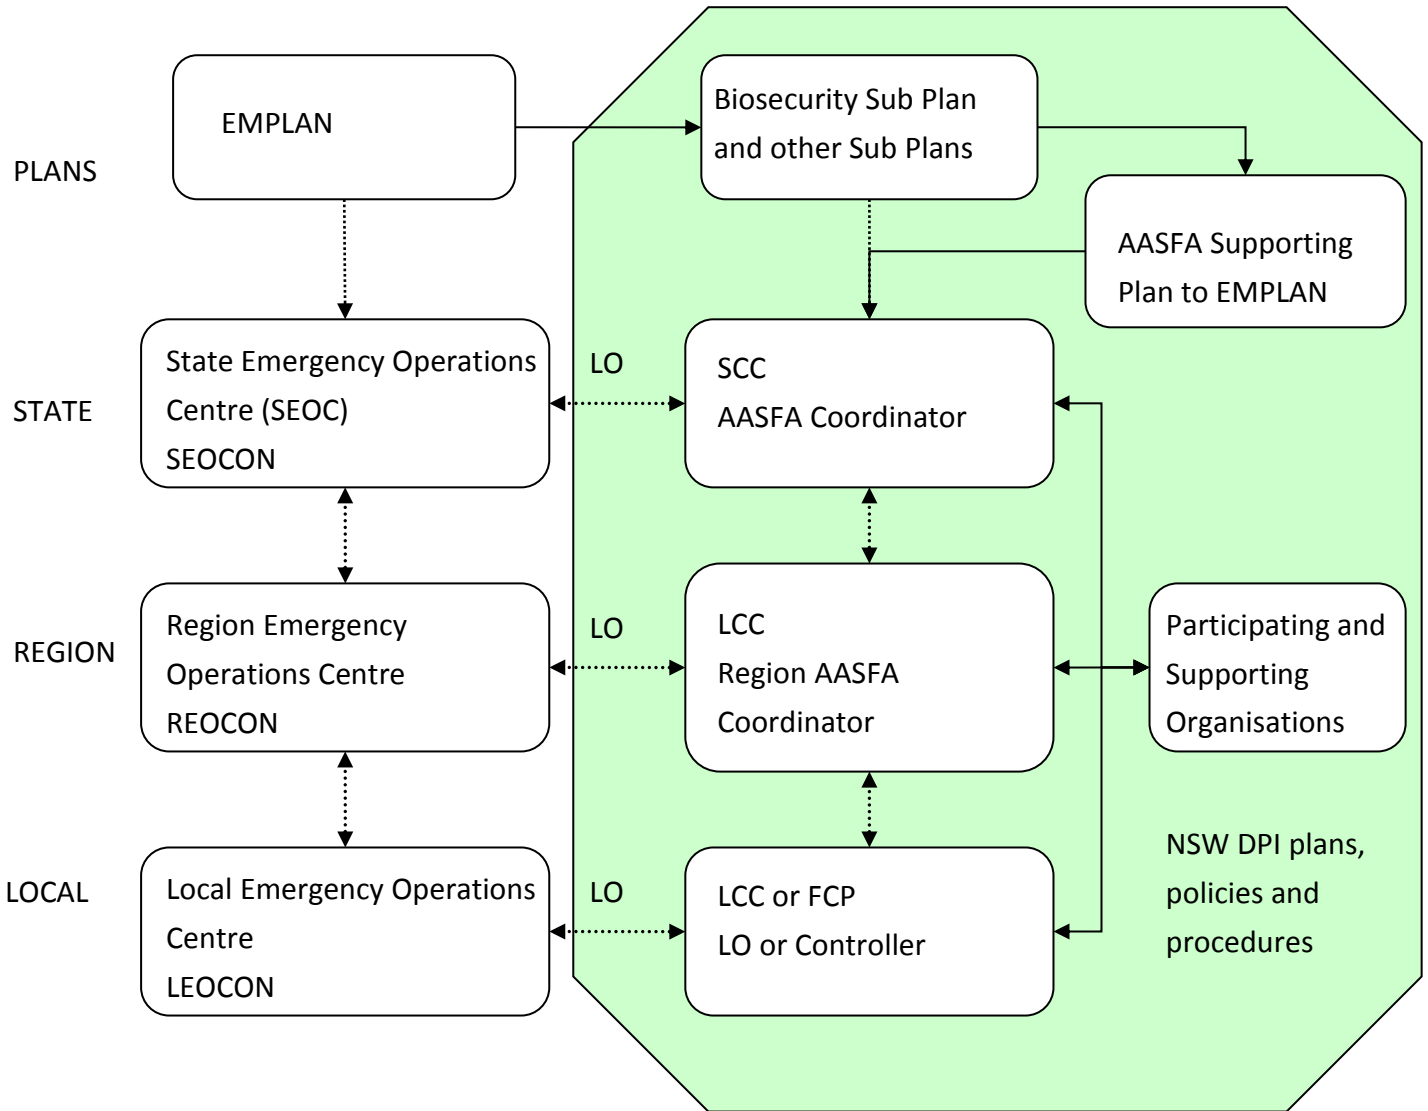 PLANS
EMPLAN
Biosecurity Sub Plan
and other Sub Plans
AASFA Supporting
Plan to EMPLAN
STATE
State Emergency Operations
Centre (SEOC)
SEOCON
LO
SCC
AASFA Coordinator
REGION
Region Emergency
Operations Centre
REOCON
LO
LCC
Region AASFA
Coordinator
Participating and
Supporting
Organisations
LOCAL
Local Emergency Operations
Centre
LEOCON
LO
LCC or FCP
LO or Controller
NSW DPI plans,
policies and
procedures